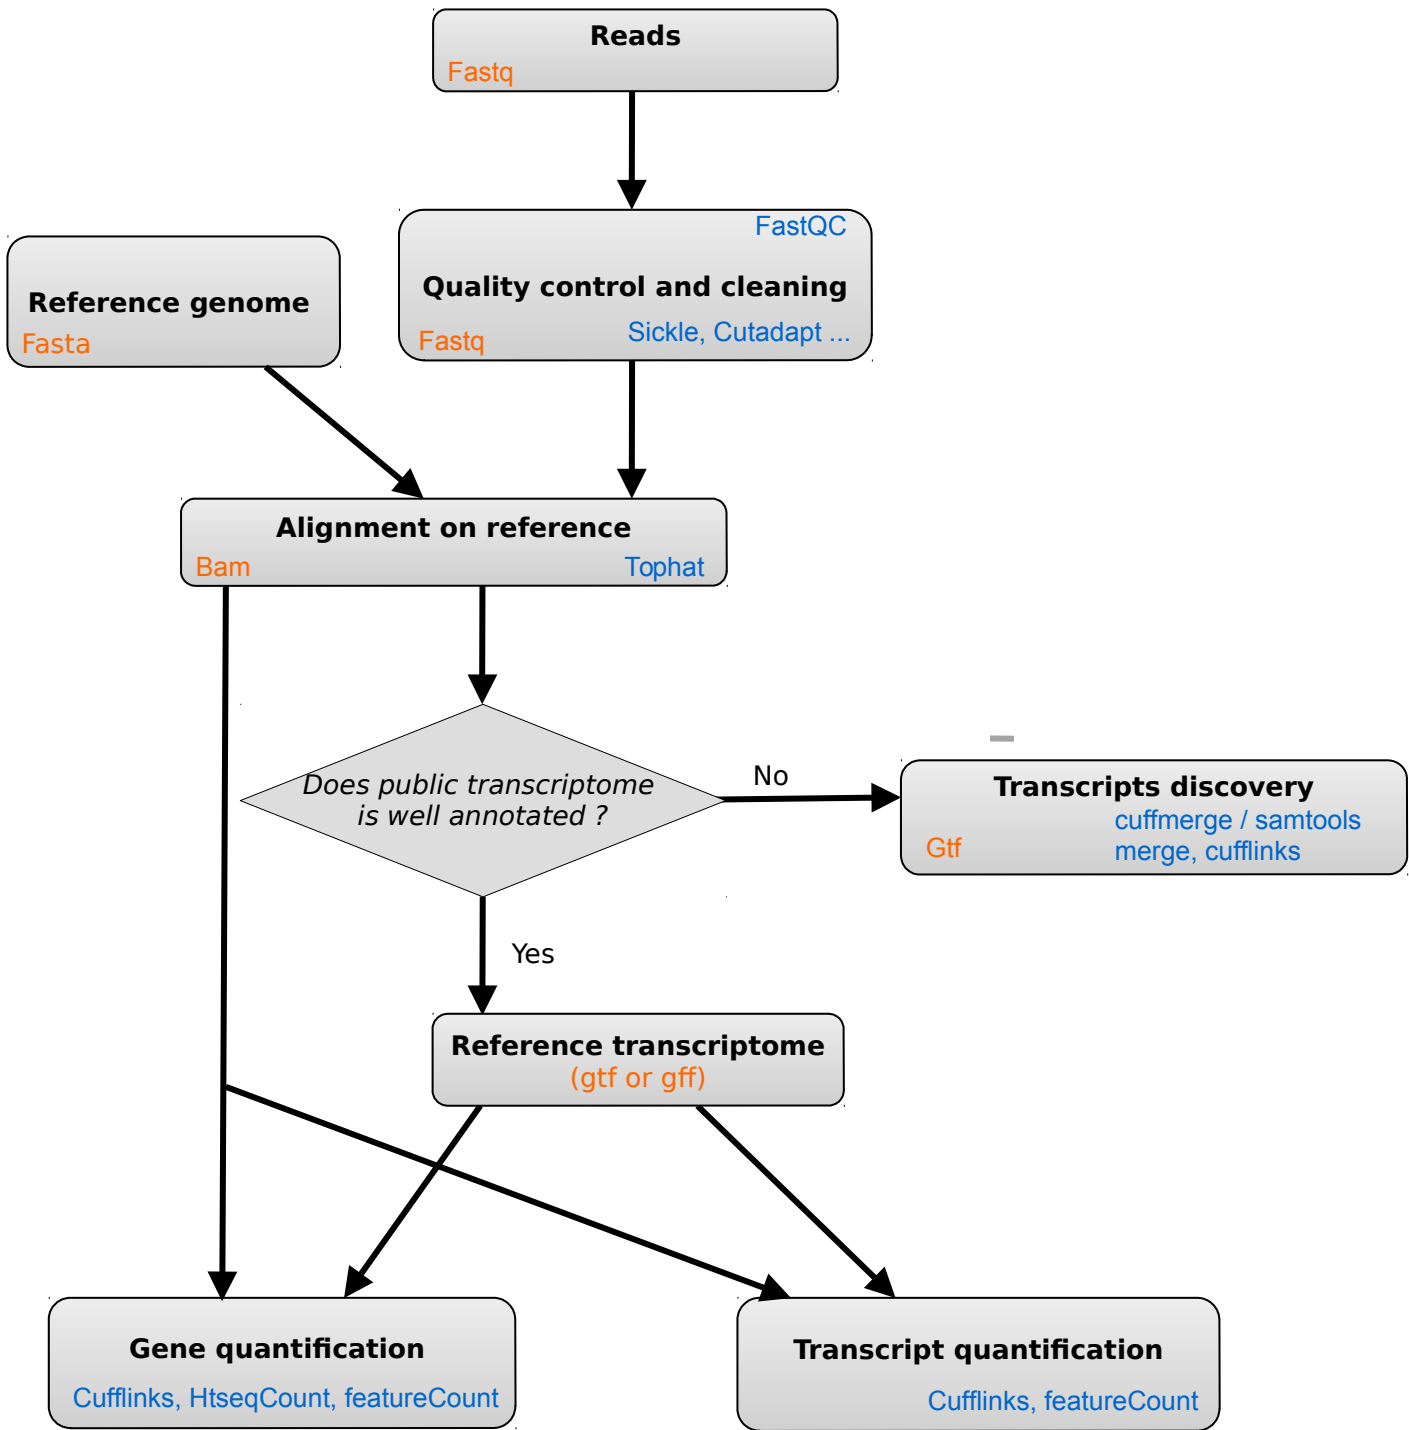 Reads
Fastq
FastQC
Quality control and cleaning
Fastq
Sickle, Cutadapt ...
Reference genome
Fasta
Alignment on reference
Bam
Tophat
Does public transcriptome
is well annotated ?
No
Transcripts discovery
cuffmerge / samtools
merge, cufflinks
Gtf
Yes
Reference transcriptome
(gtf or gff)
Gene quantification
Cufflinks, HtseqCount, featureCount
Transcript quantification
Cufflinks, featureCount